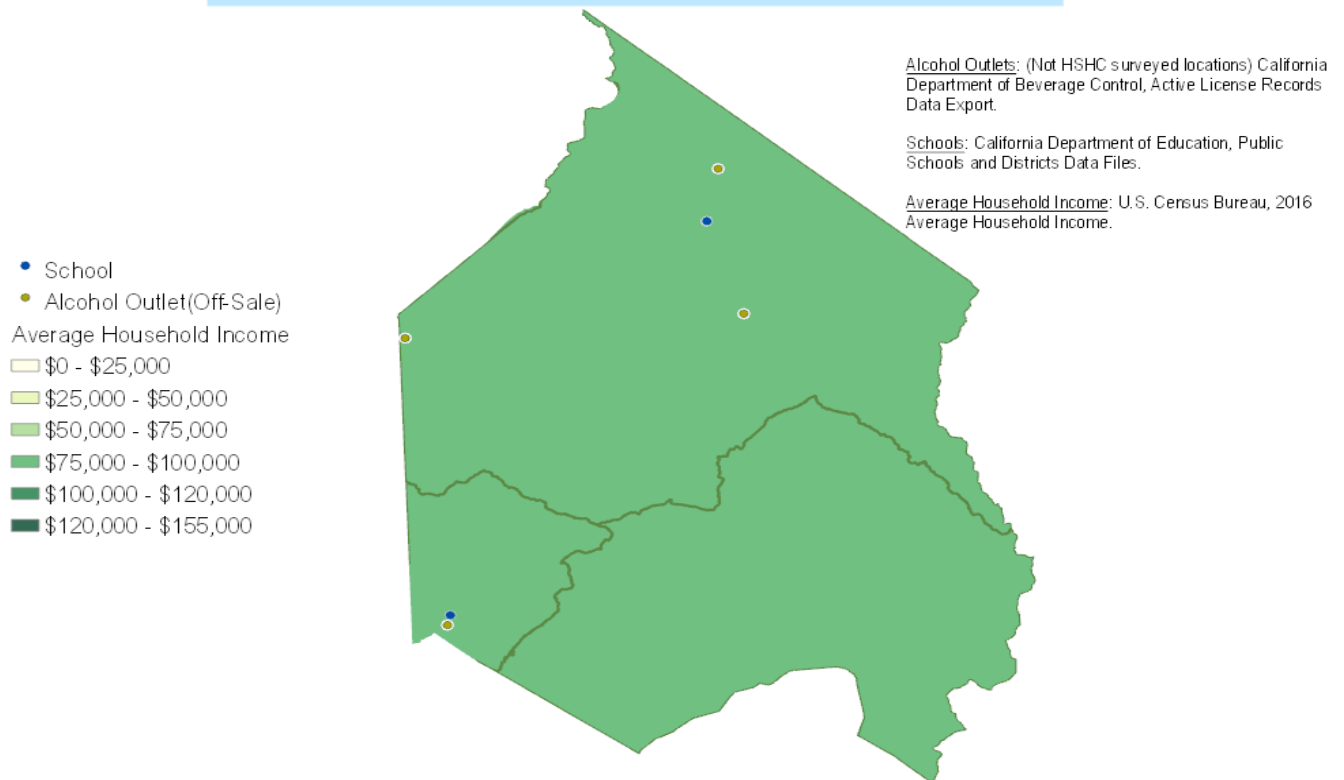 Alcohol Outlets: (Not HSHC surveyed locations) California
Department of Beverage Control, Active License Records
Data Export.
Schools: California Department of Education, Public
Schools and Districts Data Files.
Average Household Income: U.S. Census Bureau, 2016
Average Household Income.
School
Alcohol Outlet(Off-Sale)
Average Household Income
$0 - $25,000
$25,000 - $50,000
$50,000 - $75,000
$75,000 - $100,000
$100,000 - $120,000
$120,000 - $155,000